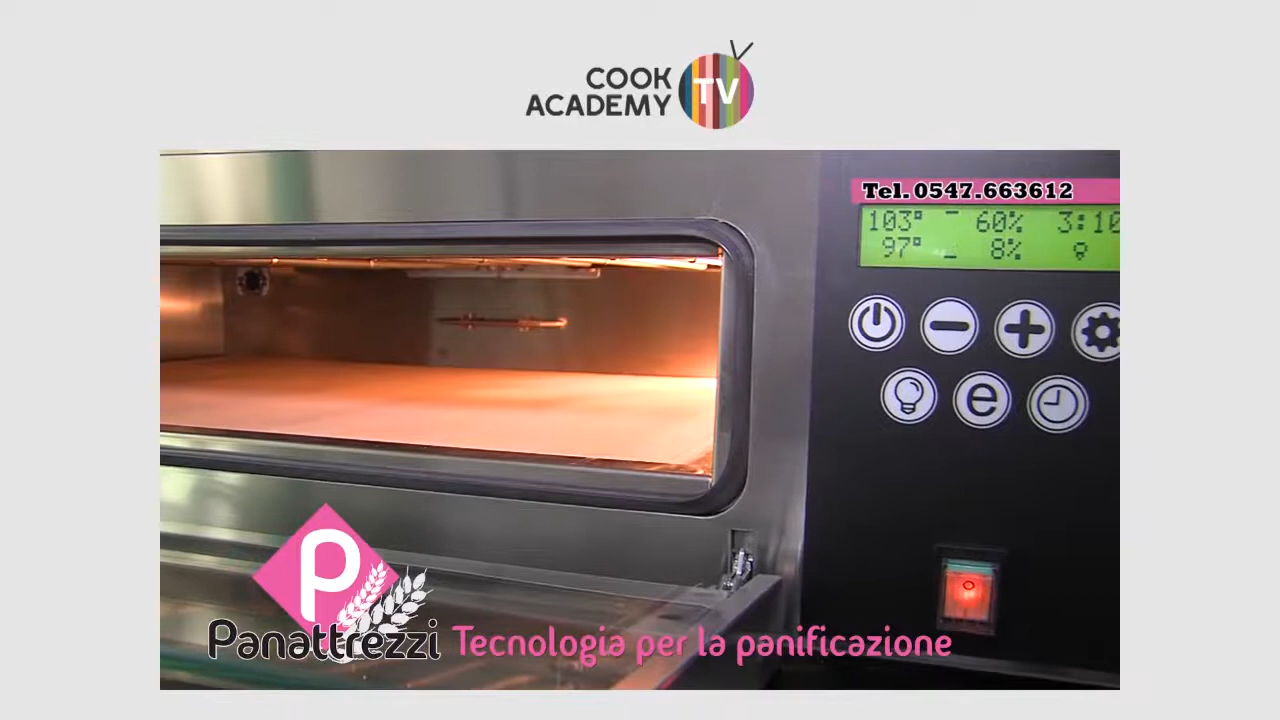 COOK
ACADEMY
TV
Tel. 0547.663612
103° 60% 3:10
97° 8%
e
P
Panattrezzi Tecnologia per la panificazione